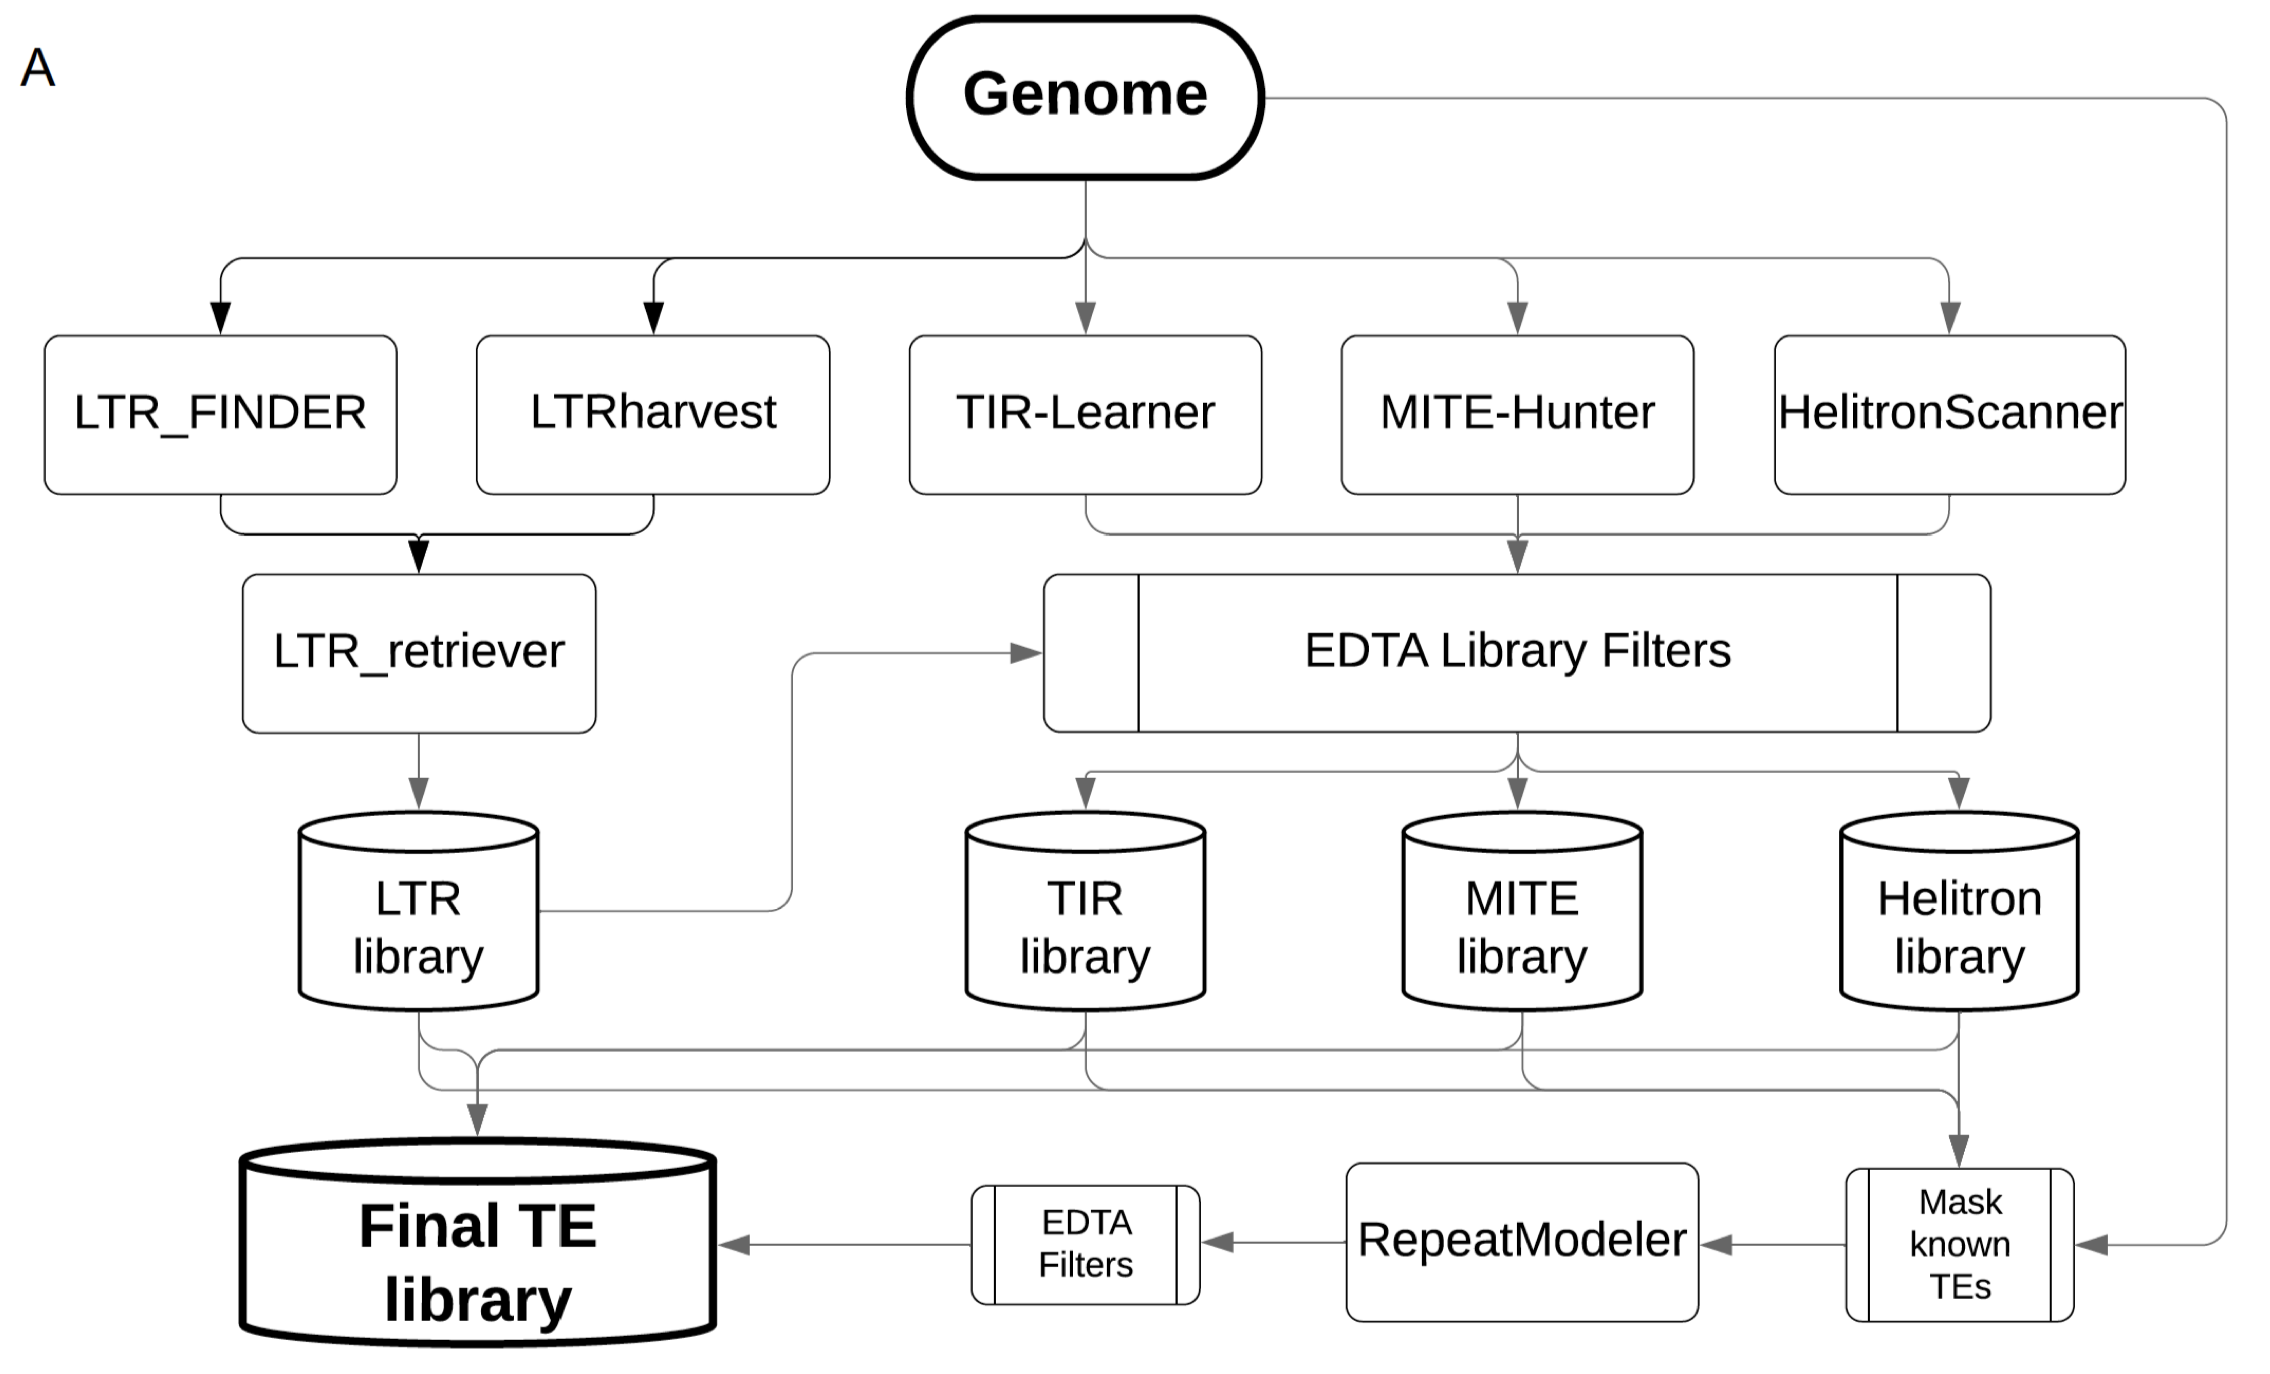 A
Genome
LTR_FINDER
LTRharvest
TIR-Learner
MITE-Hunter
HelitronScanner
LTR_retriever
EDTA Library Filters
LTR
library
TIR
library
MITE
library
Helitron
library
Final TE
library
EDTA
Filters
RepeatModeler
Mask
known
TEs